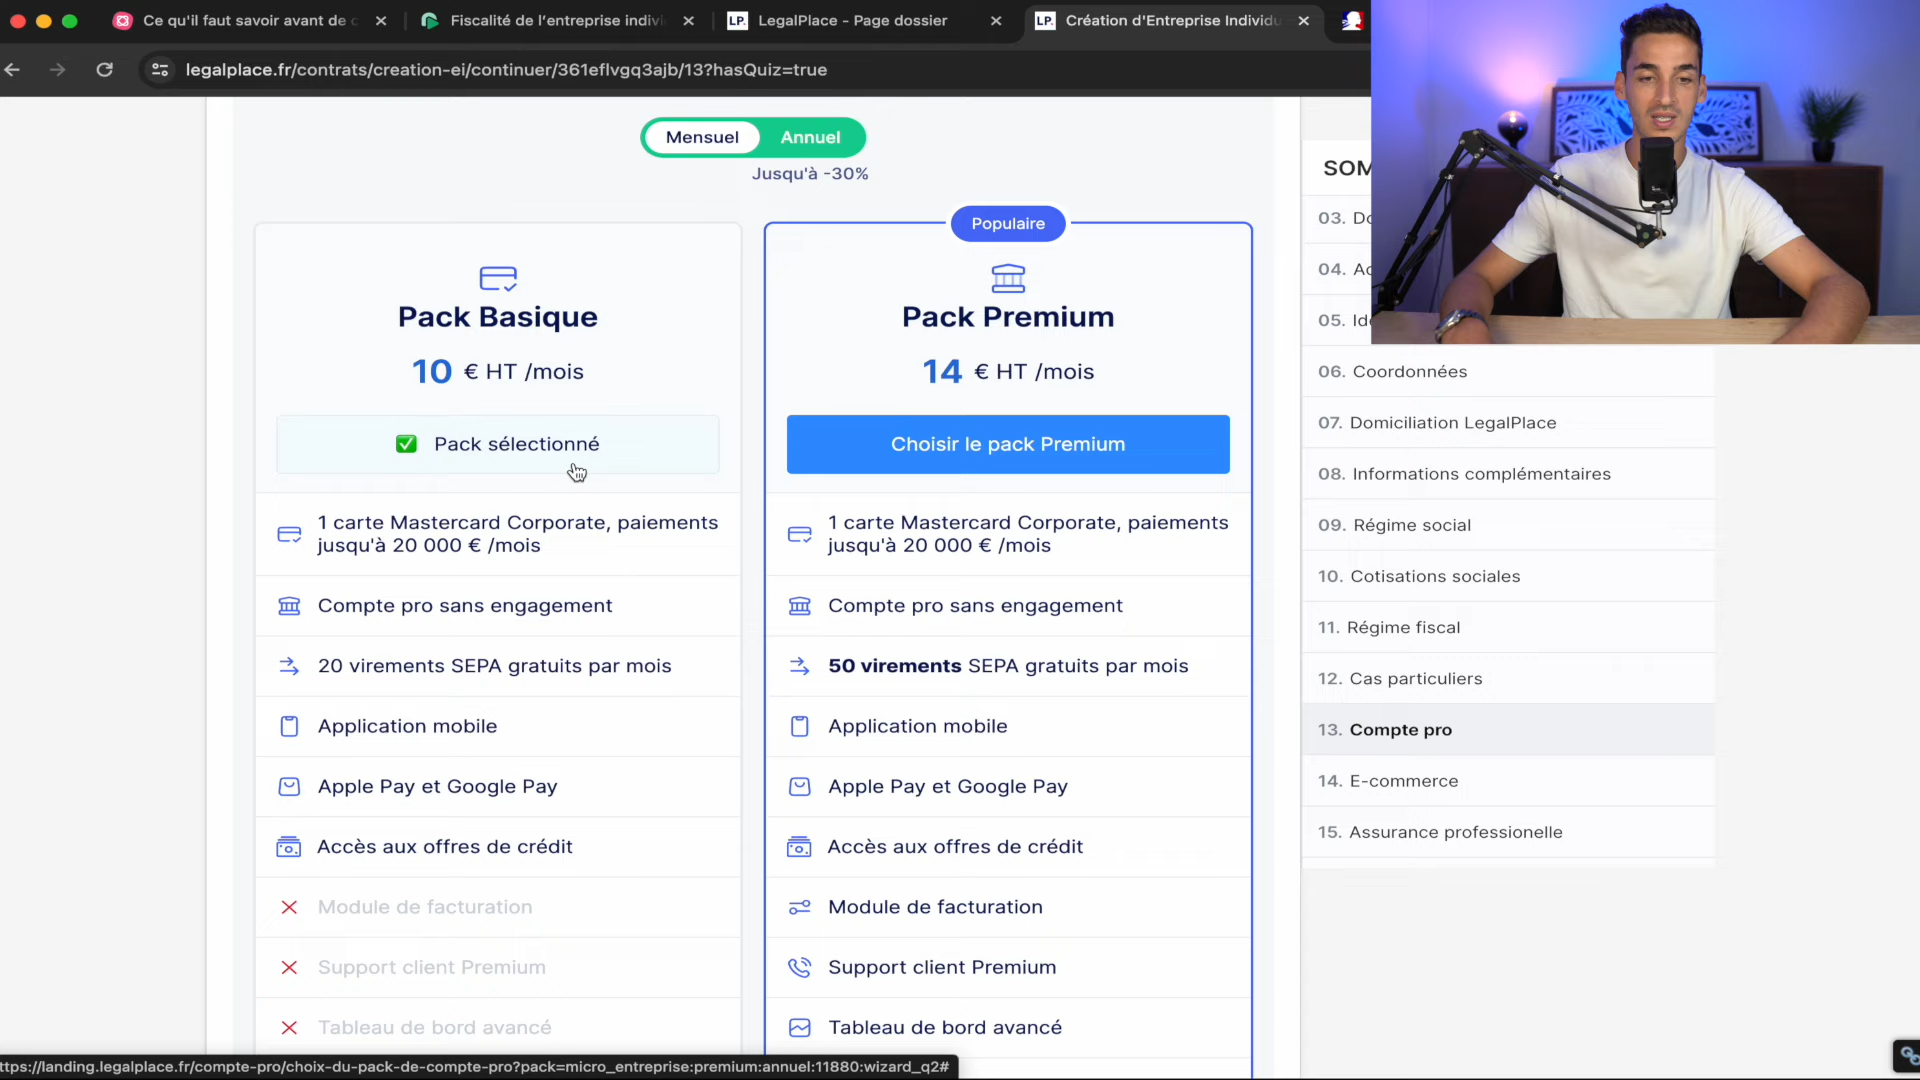 Ce qu'il faut savoir avant de
Fiscalité de l'entreprise indiv
LP. LegalPlace - Page dossier
LP. Création d'Entreprise Individu
legalplace.fr/contrats/creation-ei/continuer/361eflvgq3ajb/13?hasQuiz=true
Mensuel Annuel
Jusqu'à -30%
Pack Basique
10 € HT /mois
Pack sélectionné
1 carte Mastercard Corporate, paiements
jusqu'à 20 000 € /mois
Compte pro sans engagement
20 virements SEPA gratuits par mois
Application mobile
Apple Pay et Google Pay
Accès aux offres de crédit
Module de facturation
Support client Premium
Tableau de bord avancé
Populaire
Pack Premium
14 € HT /mois
Choisir le pack Premium
1 carte Mastercard Corporate, paiements
jusqu'à 20 000 € /mois
Compte pro sans engagement
50 virements SEPA gratuits par mois
Application mobile
Apple Pay et Google Pay
Accès aux offres de crédit
Module de facturation
Support client Premium
Tableau de bord avancé
SOM
03. Do
04. Ac
05. Id
06. Coordonnées
07. Domiciliation LegalPlace
08. Informations complémentaires
09. Régime social
10. Cotisations sociales
11. Régime fiscal
12. Cas particuliers
13. Compte pro
14. E-commerce
15. Assurance professionelle
ttps://landing.legalplace.fr/compte-pro/choix-du-pack-de-compte-pro?pack=micro_entreprise:premium:annuel:11880:wizard_q2#